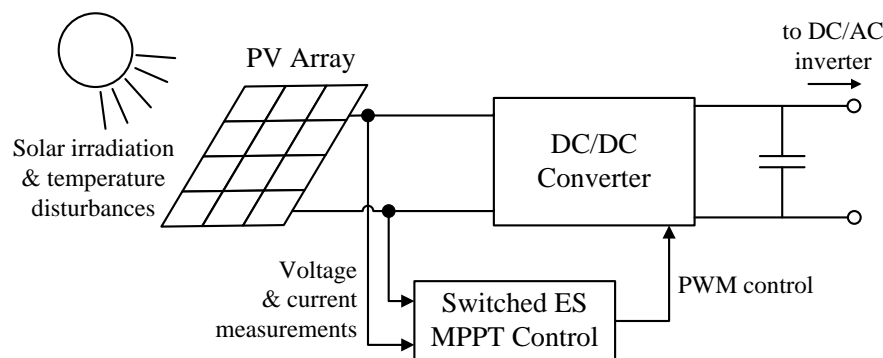 to DC/AC
inverter
PV Array
Solar irradiation
& temperature
disturbances
DC/DC
Converter
Voltage
& current
measurements
Switched ES
MPPT Control
PWM control